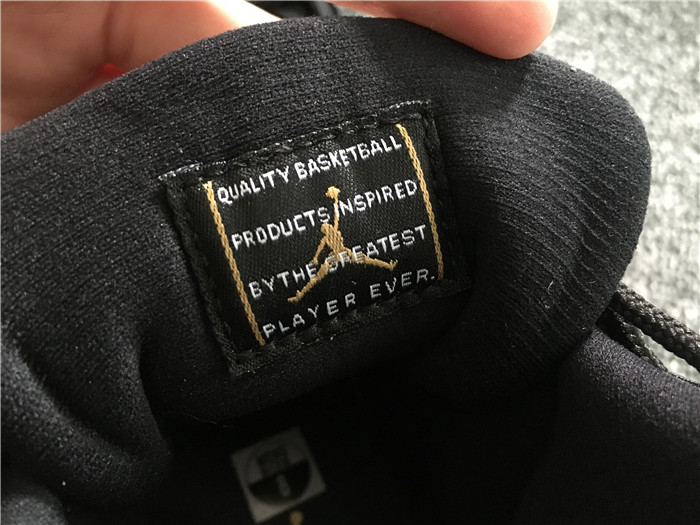 QUALITY BASKETBALL
PRODUCTS INSPIRED
BY THE GREATEST
PLAYER EVER.